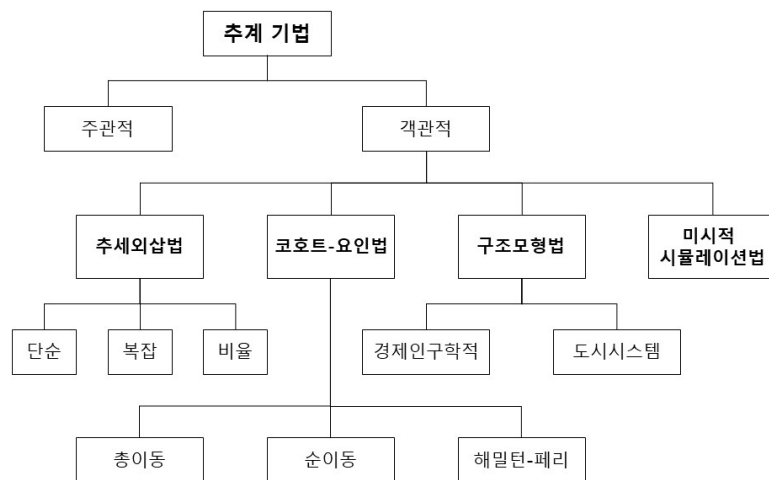 추계 기법
주관적
객관적
추세외삽법
코호트-요인법
구조모형법
미시적
시뮬레이션법
단순
복잡
비율
경제인구학적
도시시스템
총이동
순이동
해밀턴-페리